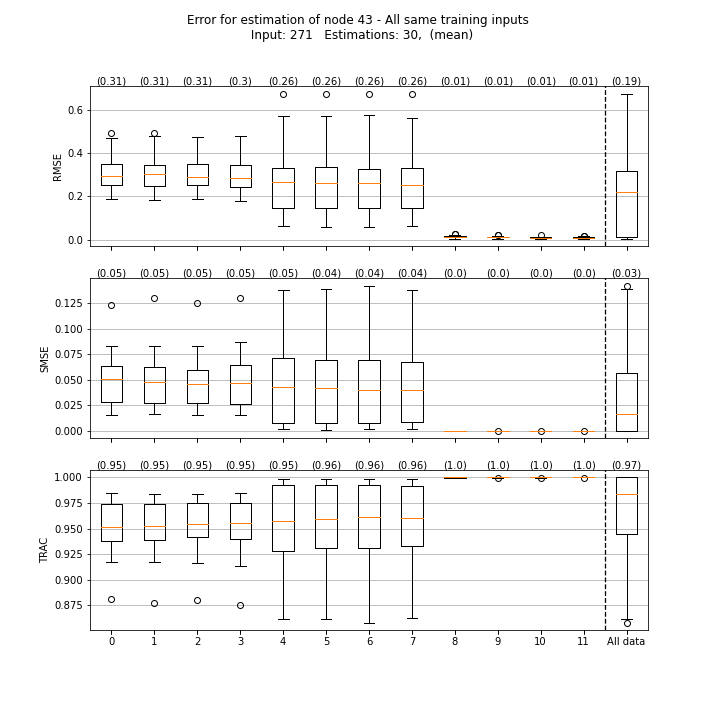 Error for estimation of node 43 - All same training inputs
Input: 271   Estimations: 30,  (mean)
(0.31) (0.31) (0.31) (0.3) (0.26) (0.26) (0.26) (0.26) (0.01) (0.01) (0.01) (0.01) (0.19)
0.6
0.4
RMSE
0.2
0.0
(0.05) (0.05) (0.05) (0.05) (0.05) (0.04) (0.04) (0.04) (0.0) (0.0) (0.0) (0.0) (0.03)
0.125
0.100
0.075
SMSE
0.050
0.025
0.000
(0.95) (0.95) (0.95) (0.95) (0.95) (0.96) (0.96) (0.96) (1.0) (1.0) (1.0) (1.0) (0.97)
1.000
0.975
0.950
TRAC
0.925
0.900
0.875
0 1 2 3 4 5 6 7 8 9 10 11 All data